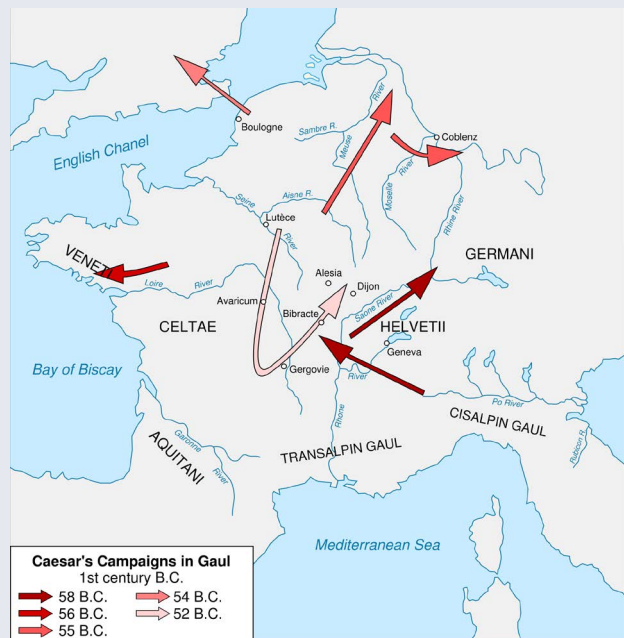 Boulogne
English Chanel
Sambre R.
Meuse
River
Coblenz
Moselle
River
Rhine River
Seine
Aisne R.
Lutèce
River
VENETI
Loire
River
Alesia
Dijon
GERMANI
Avaricum
Bibracte
Saone River
CELTAE
HELVETII
Geneva
Bay of Biscay
Gergovie
River
Rhone
Po River
CISALPIN GAUL
Rubicon R.
AQUITANI
Garonne
River
TRANSALPIN GAUL
Mediterranean Sea
Caesar's Campaigns in Gaul
1st century B.C.
58 B.C.
54 B.C.
56 B.C.
52 B.C.
55 B.C.